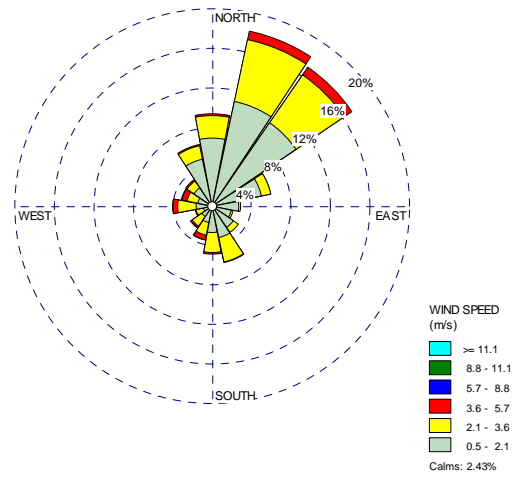 NORTH
20%
16%
12%
8%
4%
WEST
EAST
SOUTH
WIND SPEED
(m/s)
>= 11.1
8.8 - 11.1
5.7 - 8.8
3.6 - 5.7
2.1 - 3.6
0.5 - 2.1
Calms: 2.43%